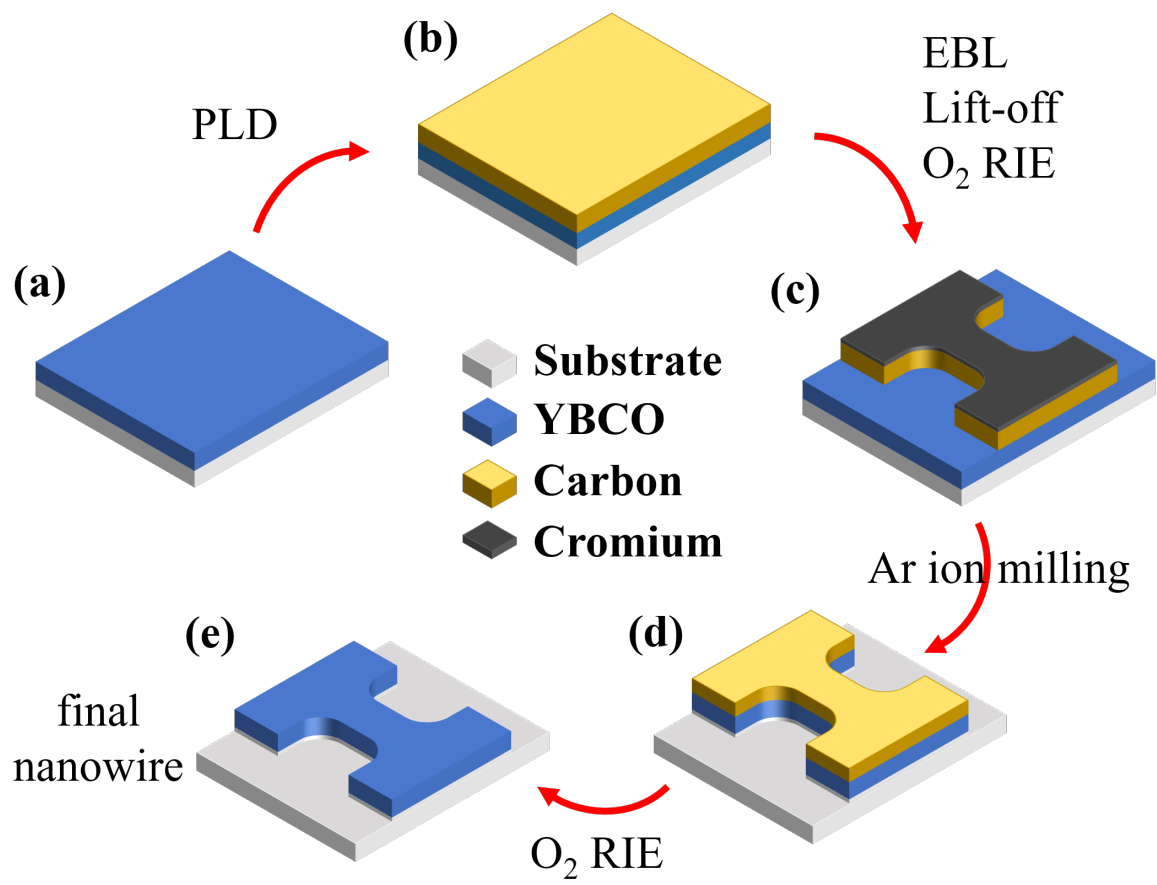 (b)
PLD
EBL
Lift-off
O₂ RIE
(a)
(c)
Substrate
YBCO
Carbon
Cromium
Ar ion milling
(e)
(d)
final
nanowire
O₂ RIE